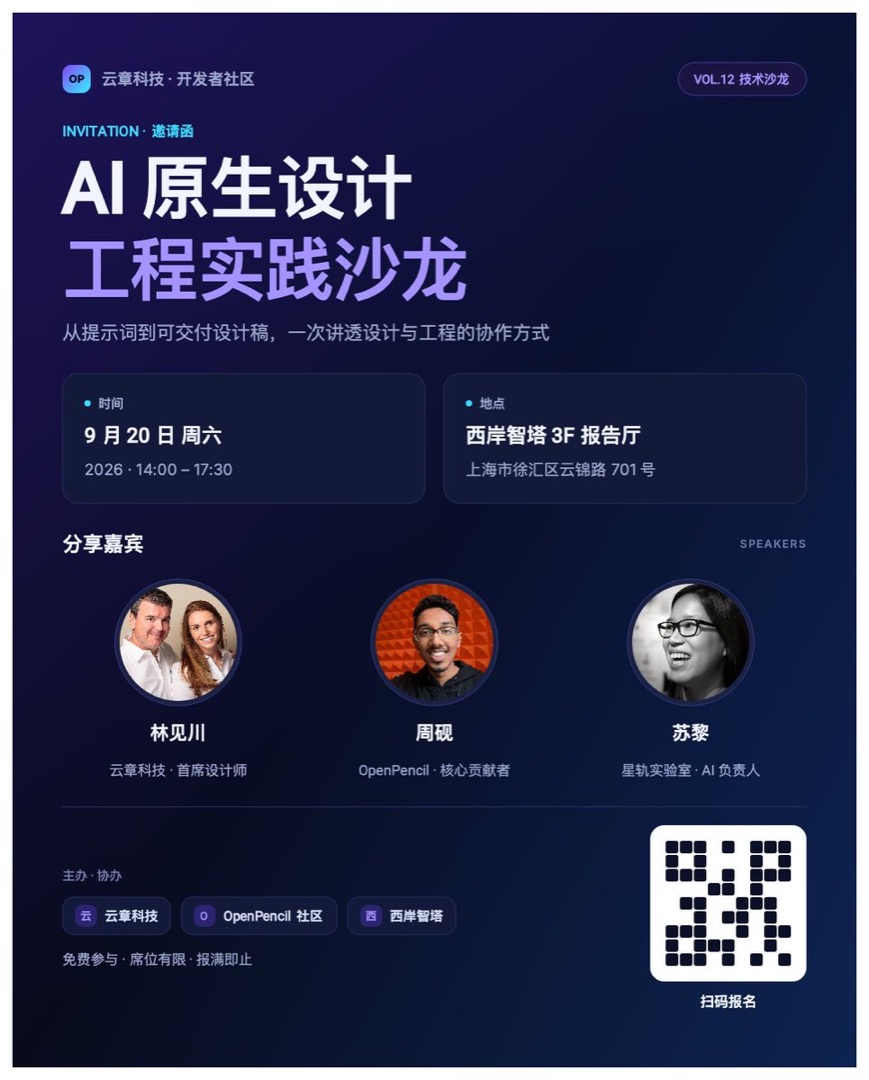 OP 云章科技 · 开发者社区
VOL.12 技术沙龙
INVITATION · 邀请函
AI 原生设计
工程实践沙龙
从提示词到可交付设计稿，一次讲透设计与工程的协作方式
时间
9 月 20 日 周六
2026 · 14:00 – 17:30
地点
西岸智塔 3F 报告厅
上海市徐汇区云锦路 701 号
分享嘉宾
SPEAKERS
林见川
云章科技 · 首席设计师
周砚
OpenPencil · 核心贡献者
苏黎
星轨实验室 · AI 负责人
主办 · 协办
云 云章科技
O OpenPencil 社区
西 西岸智塔
免费参与 · 席位有限 · 报满即止
扫码报名